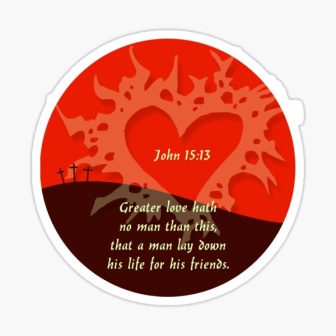 John 15:13
Greater love hath
no man than this,
that a man lay down
his life for his friends.